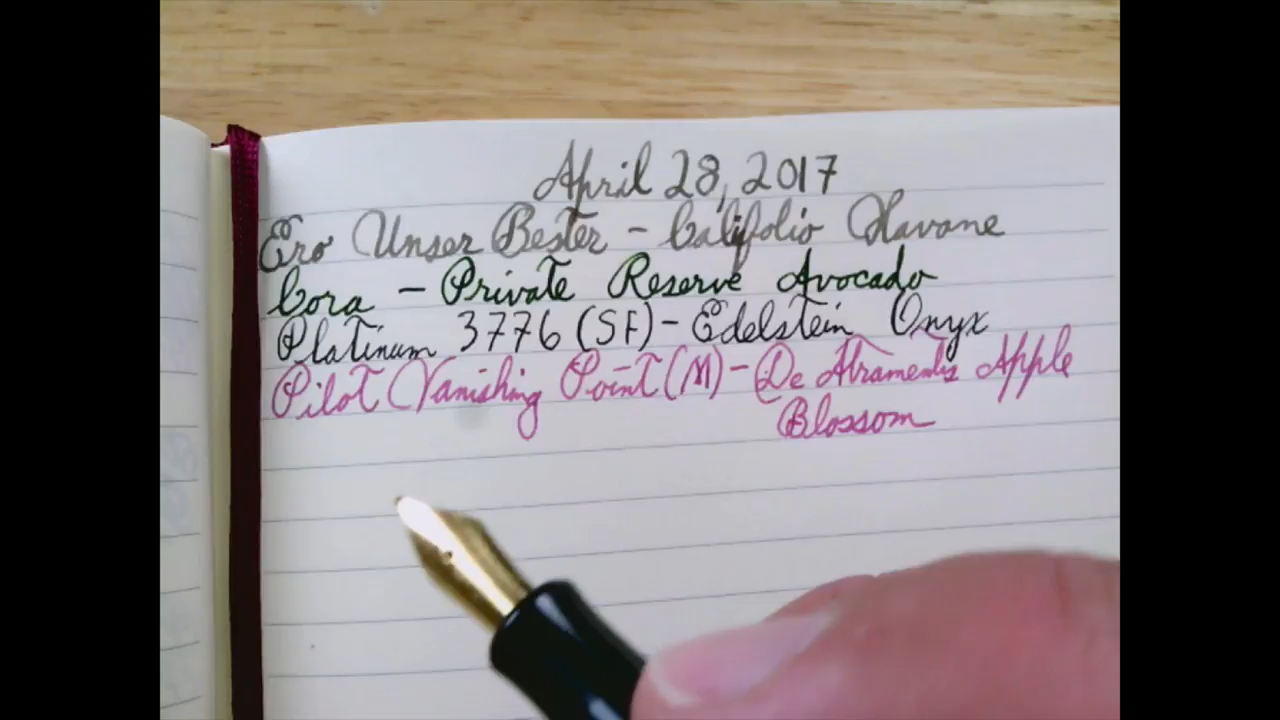 April 28, 2017
Ero Unser Bester - Califolio Havane
Cora - Private Reserve Avocado
Platinum 3776 (SF) - Edelstein Onyx
Pilot Vanishing Point (M) - De Atramentis Apple
Blossom